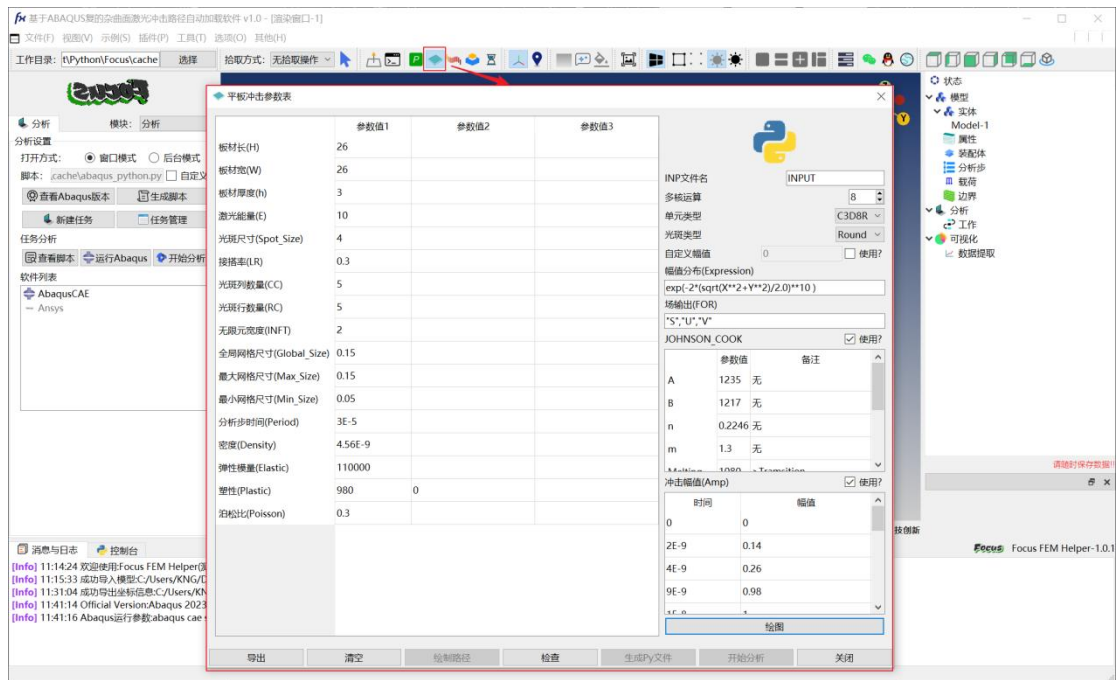 基于ABAQUS复的杂曲面激光冲击路径自动加载软件 v1.0 - [渲染窗口-1]
文件(F) 视图(V) 示例(S) 插件(P) 工具(T) 选项(O) 其他(H)
工作目录: t\Python\Focus\cache 选择 拾取方式: 无拾取操作
FOCUS
分析 模块: 分析
分析设置
打开方式: 窗口模式 后台模式
脚本: .cache\abaqus_python.py 自定义
查看Abaqus版本 生成脚本
新建任务 任务管理
任务分析
查看脚本 运行Abaqus 开始分析
软件列表
AbaqusCAE
Ansys
平板冲击参数表
参数值1 参数值2 参数值3
板材长(H) 26
板材宽(W) 26
板材厚度(h) 3
激光能量(E) 10
光斑尺寸(Spot_Size) 4
搭接率(LR) 0.3
光斑列数量(CC) 5
光斑行数量(RC) 5
无限元宽度(INFT) 2
全局网格尺寸(Global_Size) 0.15
最大网格尺寸(Max_Size) 0.15
最小网格尺寸(Min_Size) 0.05
分析步时间(Period) 3E-5
密度(Density) 4.56E-9
弹性模量(Elastic) 110000
塑性(Plastic) 980 0
泊松比(Poisson) 0.3
INP文件名 INPUT
多核运算 8
单元类型 C3D8R
光斑类型 Round
自定义幅值 0 使用?
幅值分布(Expression)
exp(-2*(sqrt(X**2+Y**2)/2.0)**10 )
场输出(FOR)
"S","U","V"
JOHNSON_COOK 使用?
参数值 备注
A 1235 无
B 1217 无
n 0.2246 无
m 1.3 无
Melting 1080 >Transition
冲击幅值(Amp) 使用?
时间 幅值
0 0
2E-9 0.14
4E-9 0.26
9E-9 0.98
1E-8 1
绘图
导出 清空 绘制路径 检查 生成Py文件 开始分析 关闭
Y
状态
模型
实体
Model-1
属性
装配体
分析步
载荷
边界
分析
工作
可视化
数据提取
请随时保存数据!!
技创新
Focus Focus FEM Helper-1.0.1
消息与日志 控制台
[Info] 11:14:24 欢迎使用:Focus FEM Helper(
[Info] 11:15:33 成功导入模型:C:/Users/KNG/D
[Info] 11:31:04 成功导出坐标信息:C:/Users/KN
[Info] 11:41:14 Official Version:Abaqus 2023
[Info] 11:41:16 Abaqus运行参数:abaqus cae s